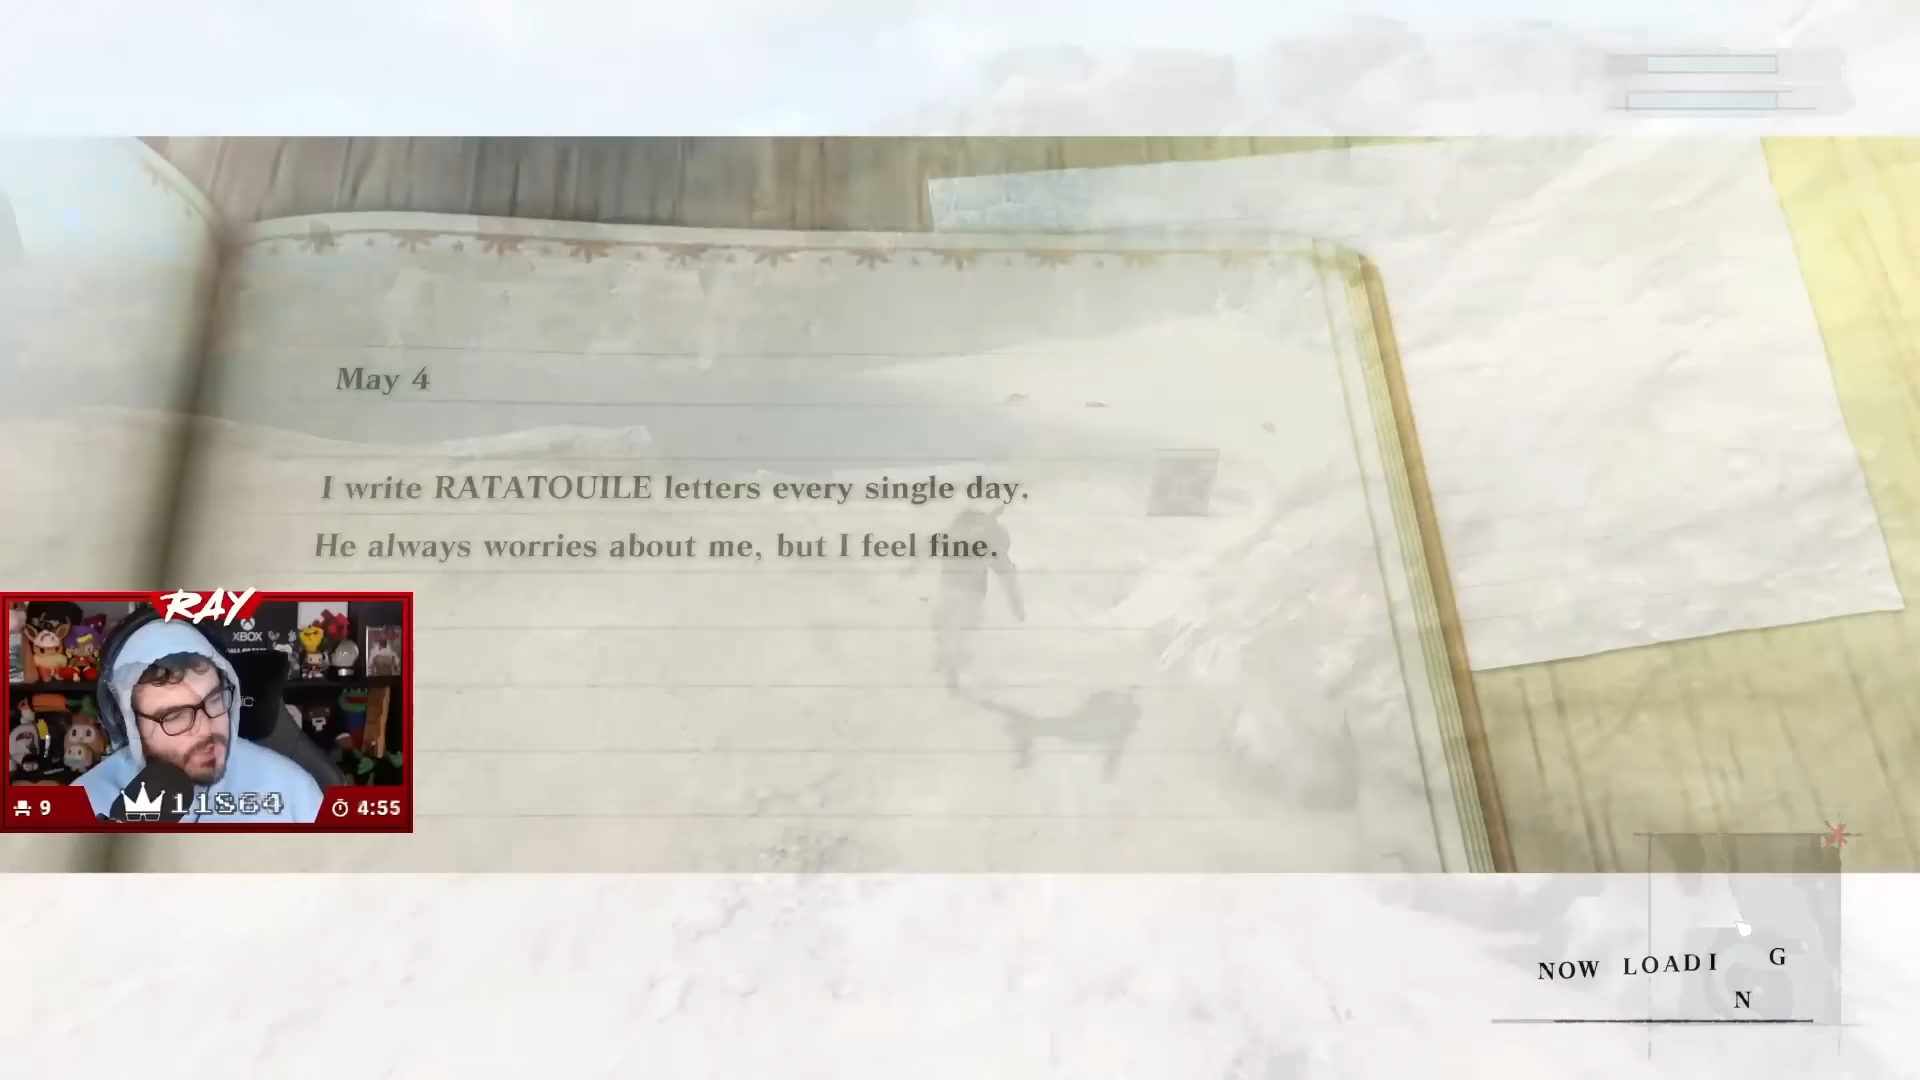 May 4
I write RATATOUILE letters every single day.
He always worries about me, but I feel fine.
RAY
XBOX
9
11864
4:55
NOW LOADING